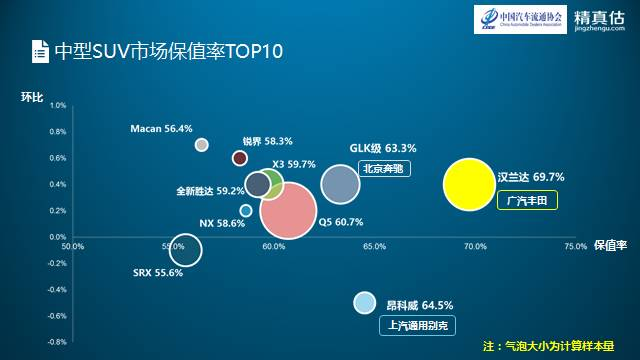 中国汽车流通协会
China Automobile Dealers Association
精真估
jingzhengu.com
中型SUV市场保值率TOP10
环比
1.0%
0.8%
0.6%
0.4%
0.2%
0.0%
-0.2%
-0.4%
-0.6%
-0.8%
50.0%
55.0%
60.0%
65.0%
70.0%
75.0%
保值率
Macan 56.4%
锐界 58.3%
X3 59.7%
GLK级 63.3%
北京奔驰
汉兰达 69.7%
广汽丰田
全新胜达 59.2%
NX 58.6%
Q5 60.7%
SRX 55.6%
昂科威 64.5%
上汽通用别克
注：气泡大小为计算样本量